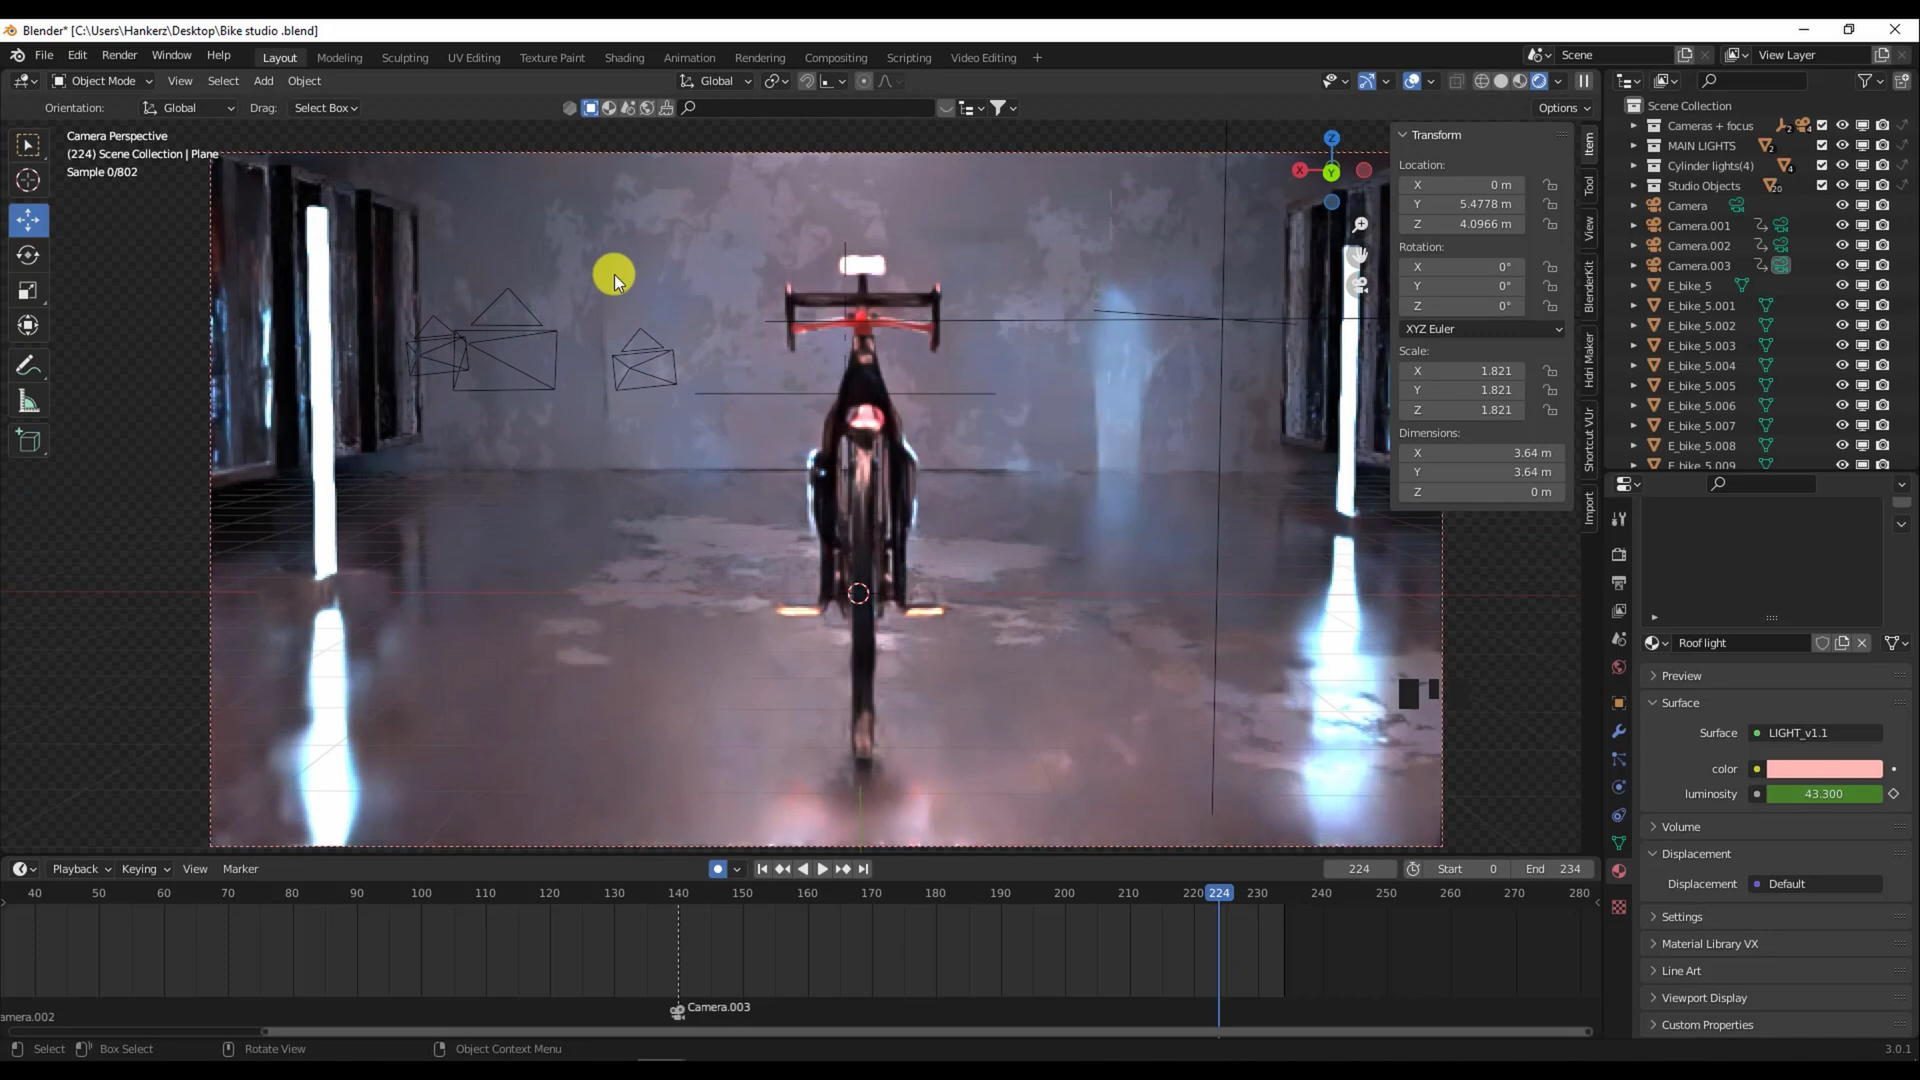 Blender* [C:\Users\Hankerz\Desktop\Bike studio .blend]
File Edit Render Window Help
Layout Modeling Sculpting UV Editing Texture Paint Shading Animation Rendering Compositing Scripting Video Editing +
Scene
View Layer
Object Mode View Select Add Object
Global
Orientation: Global Drag: Select Box
Options
Camera Perspective
(224) Scene Collection | Plane
Sample 0/802
Z
X
Y
Transform
Location:
X 0 m
Y 5.4778 m
Z 4.0966 m
Rotation:
X 0°
Y 0°
Z 0°
XYZ Euler
Scale:
X 1.821
Y 1.821
Z 1.821
Dimensions:
X 3.64 m
Y 3.64 m
Z 0 m
Item
Tool
View
BlenderKit
Hdri Maker
Shortcut VUr
Import
Scene Collection
Cameras + focus 2 4
MAIN LIGHTS 2
Cylinder lights(4) 4
Studio Objects 20
Camera
Camera.001
Camera.002
Camera.003
E_bike_5
E_bike_5.001
E_bike_5.002
E_bike_5.003
E_bike_5.004
E_bike_5.005
E_bike_5.006
E_bike_5.007
E_bike_5.008
E_bike_5.009
Roof light
Preview
Surface
Surface LIGHT_v1.1
color
luminosity 43.300
Volume
Displacement
Displacement Default
Settings
Material Library VX
Line Art
Viewport Display
Custom Properties
Playback Keying View Marker
224 Start 0 End 234
40 50 60 70 80 90 100 110 120 130 140 150 160 170 180 190 200 210 220 224 230 240 250 260 270 280
Camera.003
amera.002
Select Box Select Rotate View Object Context Menu
3.0.1